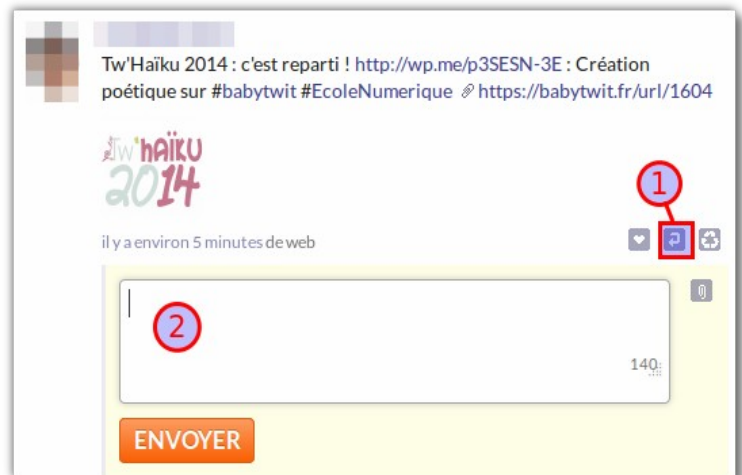 Tw'Haïku 2014 : c'est reparti ! http://wp.me/p3SESN-3E : Création
poétique sur #babytwit #EcoleNumerique https://babytwit.fr/url/1604
Tw'hAïKU
2014
1
il y a environ 5 minutes de web
2
140
ENVOYER